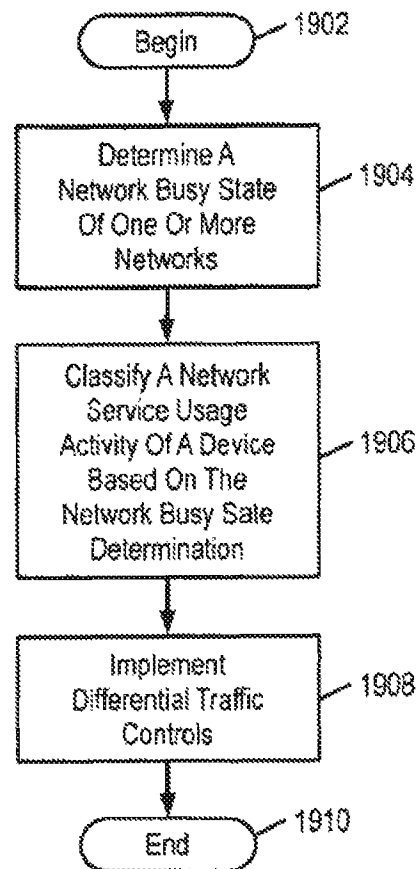 Begin
1902
Determine A
Network Busy State
Of One Or More
Networks
1904
Classify A Network
Service Usage
Activity Of A Device
Based On The
Network Busy Sate
Determination
1906
Implement
Differential Traffic
Controls
1908
End
1910